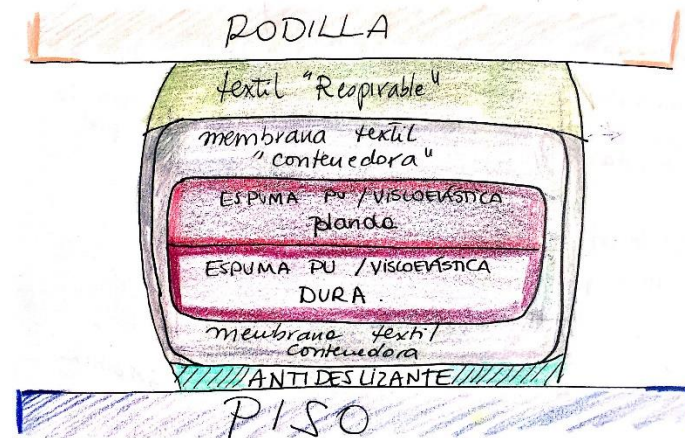 RODILLA
textil "Respirable"
membrana textil
"contenedora"
ESPUMA PU / VISCOELÁSTICA
blanda
ESPUMA PU / VISCOELÁSTICA
DURA.
membrana textil
contenedora
ANTIDESLIZANTE
PISO